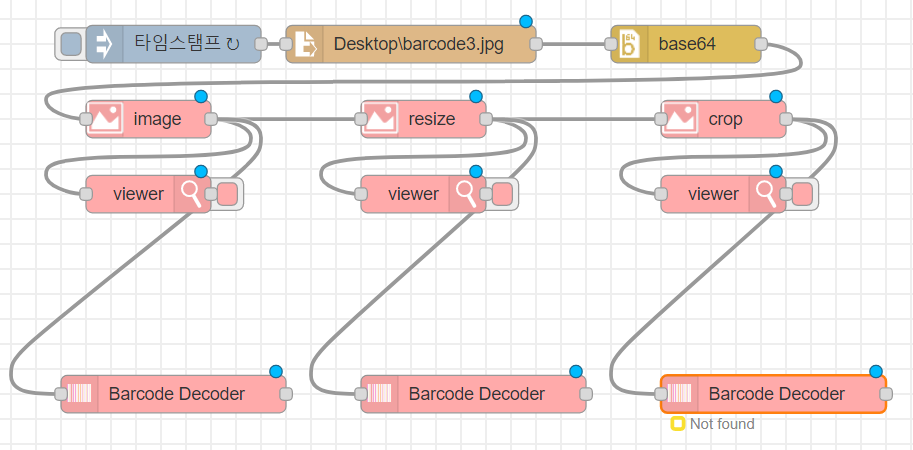 타임스탬프 ↻
Desktop\barcode3.jpg
base64
image
resize
crop
viewer
viewer
viewer
Barcode Decoder
Barcode Decoder
Barcode Decoder
Not found